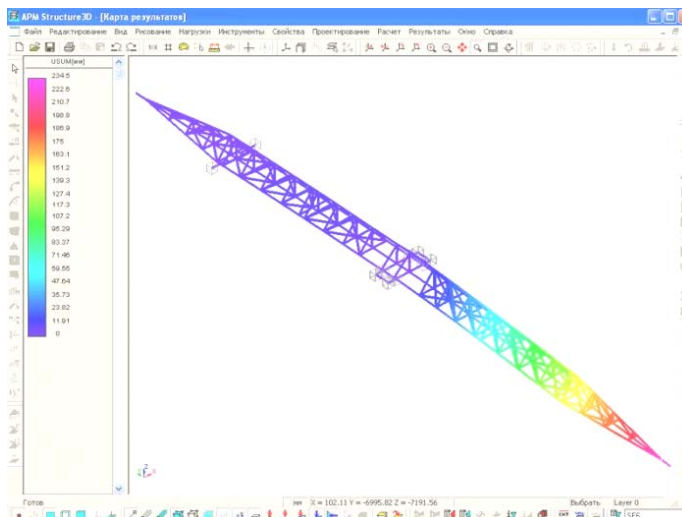 APM Structure3D - [Карта результатов]
Файл Редактирование Вид Рисование Нагрузки Инструменты Свойства Проектирование Расчет Результаты Окно Справка
USUM[мм]
234.5
222.6
210.7
198.8
186.9
175
163.1
151.2
139.3
127.4
117.3
107.2
95.29
83.37
71.46
59.55
47.64
35.73
23.82
11.91
0
Z
X
Готов
мм X = 102.11 Y = -6995.82 Z = -7191.56
Выбрать Layer 0